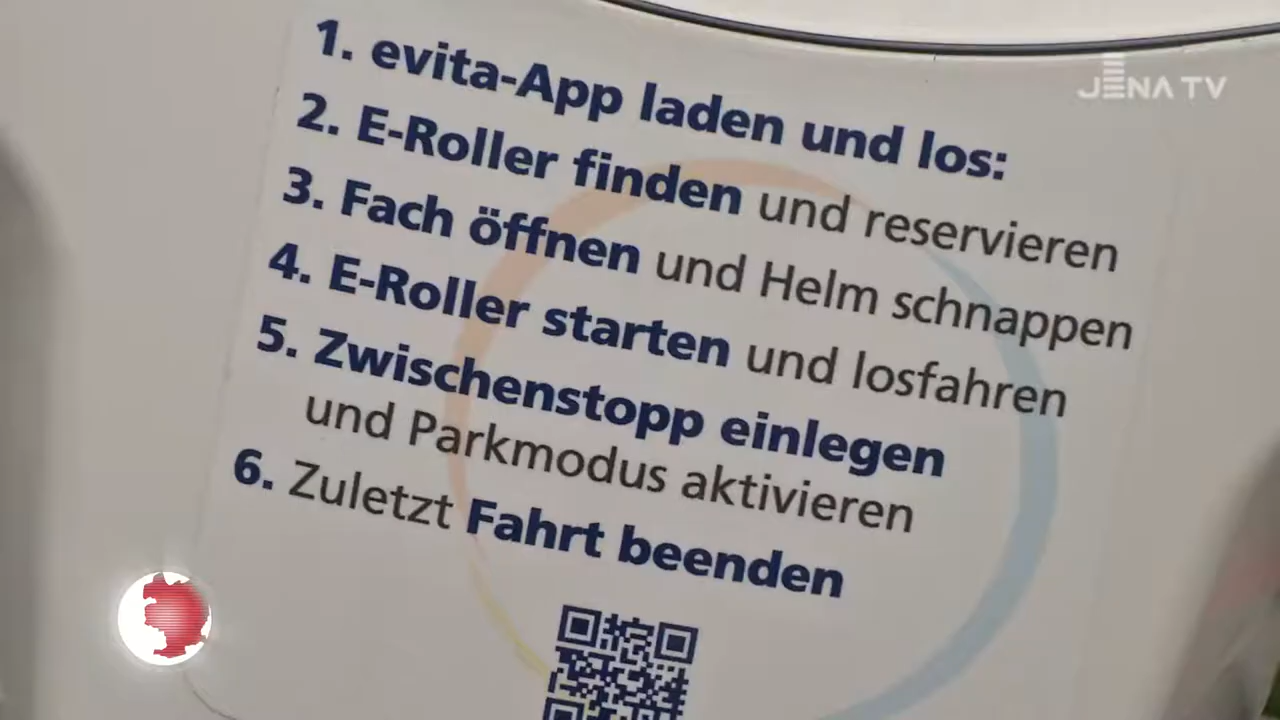 JENA TV
1. evita-App laden und los:
2. E-Roller finden und reservieren
3. Fach öffnen und Helm schnappen
4. E-Roller starten und losfahren
5. Zwischenstopp einlegen
und Parkmodus aktivieren
6. Zuletzt Fahrt beenden